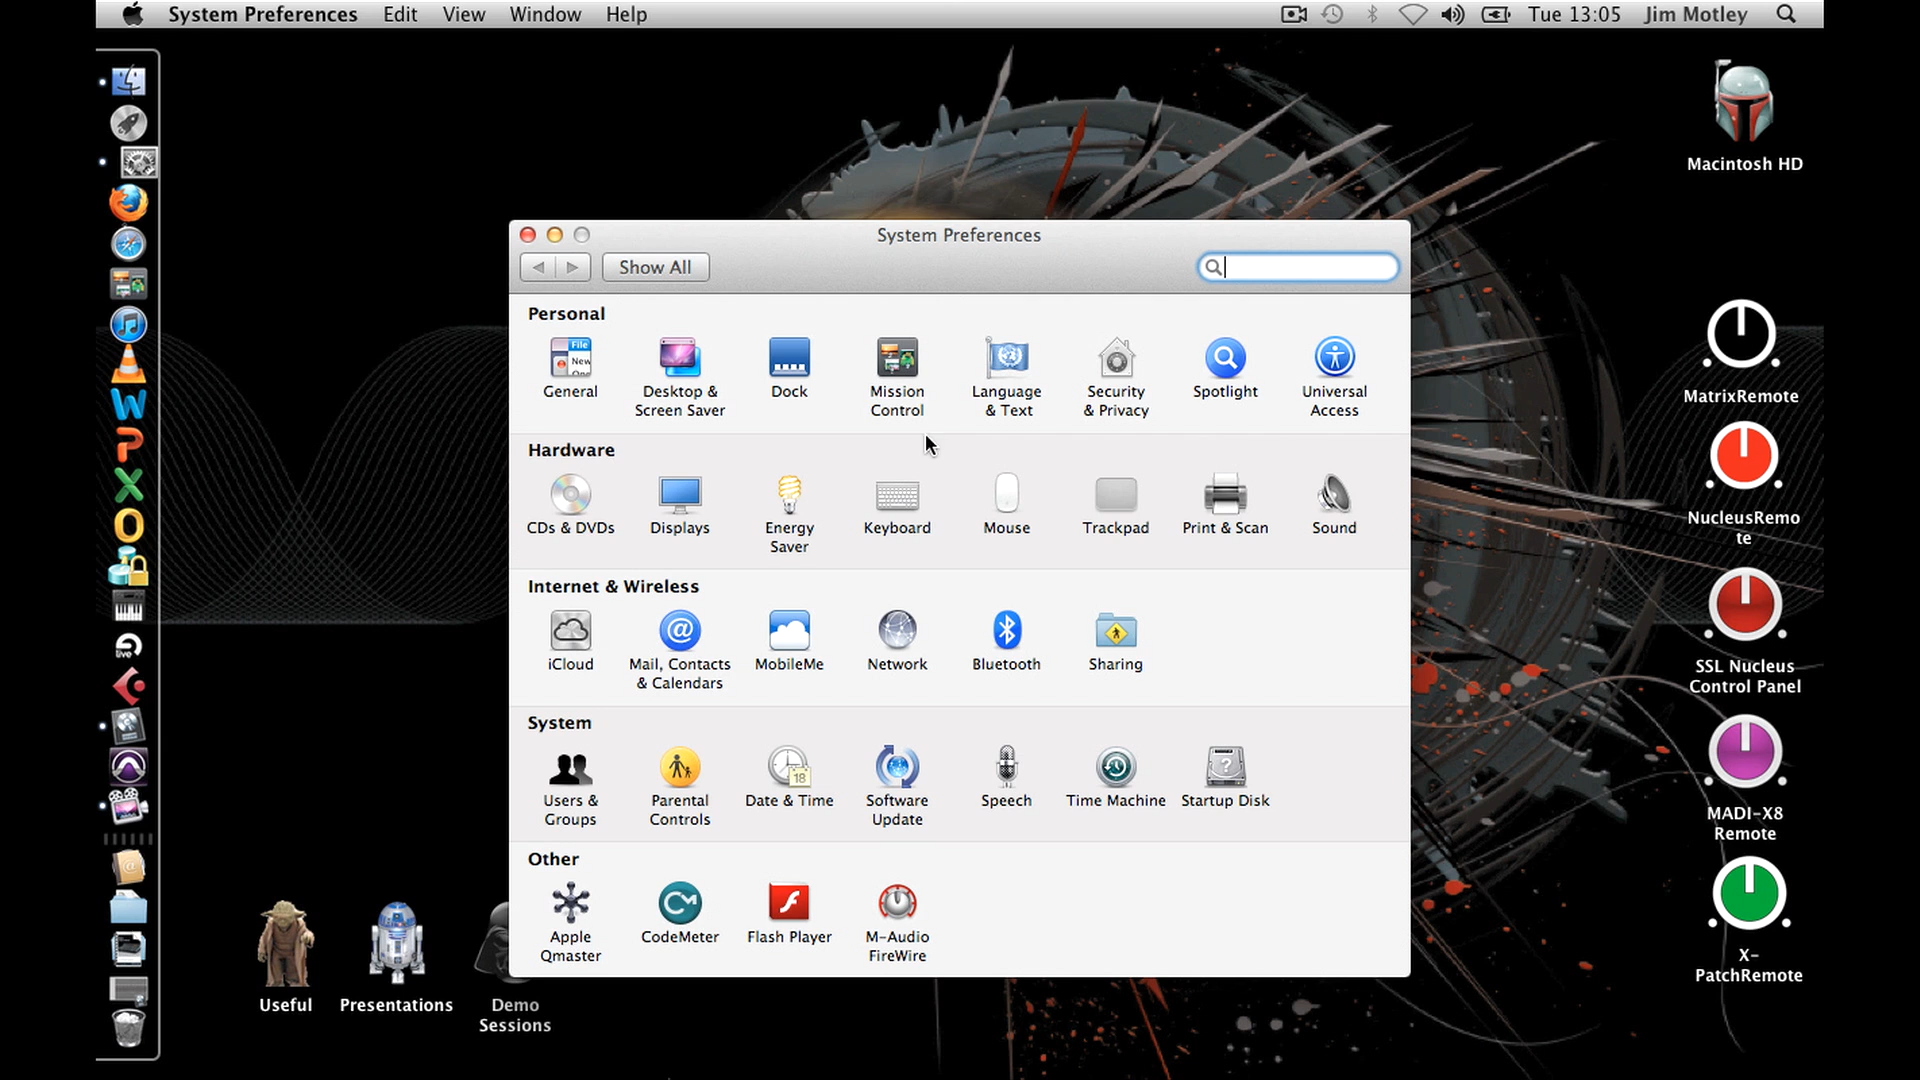 System Preferences Edit View Window Help Tue 13:05 Jim Motley
Macintosh HD
System Preferences
Show All
Personal
File
New
General
Desktop &
Screen Saver
Dock
Mission
Control
Language
& Text
Security
& Privacy
Spotlight
Universal
Access
Hardware
CDs & DVDs
Displays
Energy
Saver
Keyboard
Mouse
Trackpad
Print & Scan
Sound
Internet & Wireless
iCloud
Mail, Contacts
& Calendars
MobileMe
Network
Bluetooth
Sharing
System
Users &
Groups
Parental
Controls
18
Date & Time
Software
Update
Speech
Time Machine
Startup Disk
Other
Apple
Qmaster
CodeMeter
Flash Player
M-Audio
FireWire
MatrixRemote
NucleusRemo
te
SSL Nucleus
Control Panel
MADI-X8
Remote
X-
PatchRemote
live
Useful
Presentations
Demo
Sessions